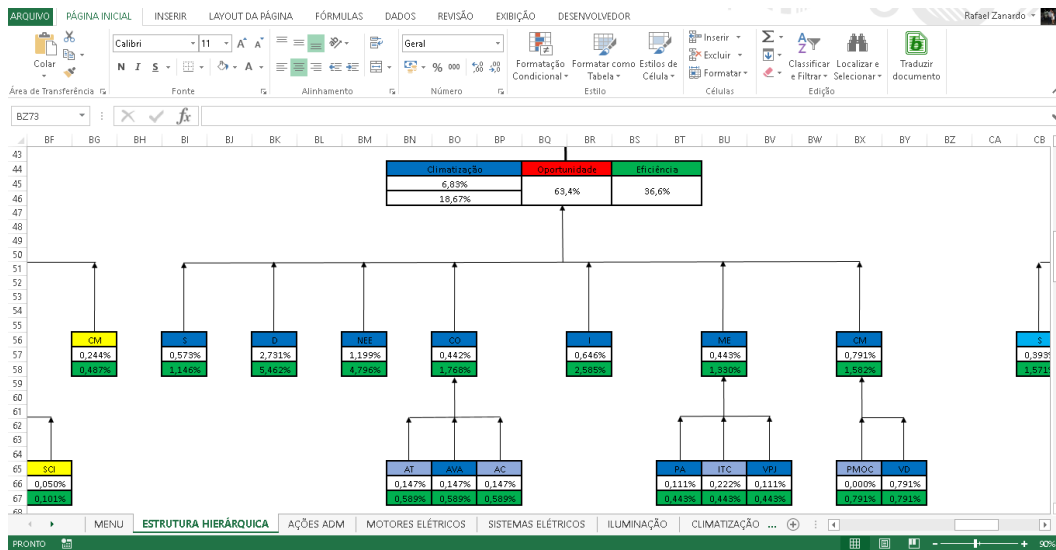 ARQUIVO PÁGINA INICIAL INSERIR LAYOUT DA PÁGINA FÓRMULAS DADOS REVISÃO EXIBIÇÃO DESENVOLVEDOR Rafael Zanardo
Colar
Calibri 11
N I S
Geral
% 000
Formatação Condicional
Formatar como Tabela
Estilos de Célula
Inserir
Excluir
Formatar
Classificar e Filtrar
Localizar e Selecionar
Traduzir documento
Área de Transferência Fonte Alinhamento Número Estilo Células Edição
BZ73 fx
BF BG BH BI BJ BK BL BM BN BO BP BQ BR BS BT BU BV BW BX BY BZ CA CB
43
44 Climatização Oportunidade Eficiência
45 6,83%
63,4% 36,6%
46 18,67%
47
48
49
50
51
52
53
54
55
56 CM S D NEE CO I ME CM S
57 0,244% 0,573% 2,731% 1,199% 0,442% 0,646% 0,443% 0,791% 0,393%
58 0,487% 1,146% 5,462% 4,796% 1,768% 2,585% 1,330% 1,582% 1,571%
59
60
61
62
63
64
65 SCI AT AVA AC PA ITC VPJ PMOC VD
66 0,050% 0,147% 0,147% 0,147% 0,111% 0,222% 0,111% 0,000% 0,791%
67 0,101% 0,589% 0,589% 0,589% 0,443% 0,443% 0,443% 0,791% 0,791%
MENU ESTRUTURA HIERÁRQUICA AÇÕES ADM MOTORES ELÉTRICOS SISTEMAS ELÉTRICOS ILUMINAÇÃO CLIMATIZAÇÃO ...
PRONTO 90%